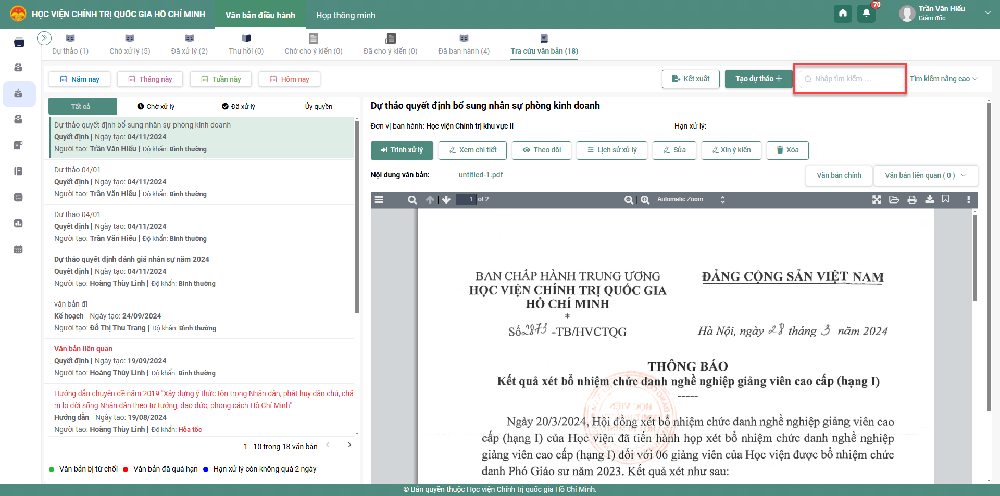 HỌC VIỆN CHÍNH TRỊ QUỐC GIA HỒ CHÍ MINH
Văn bản điều hành
Họp thông minh
70
Trần Văn Hiếu
Giám đốc
Dự thảo (1)
Chờ xử lý (5)
Đã xử lý (2)
Thu hồi (0)
Chờ cho ý kiến (0)
Đã cho ý kiến (0)
Đã ban hành (4)
Tra cứu văn bản (18)
Năm nay
Tháng này
Tuần này
Hôm nay
Kết xuất
Tạo dự thảo +
Nhập tìm kiếm ....
Tìm kiếm nâng cao
Tất cả
Chờ xử lý
Đã xử lý
Ủy quyền
Dự thảo quyết định bổ sung nhân sự phòng kinh doanh
Quyết định | Ngày tạo: 04/11/2024
Người tạo: Trần Văn Hiếu | Độ khẩn: Bình thường
Dự thảo 04/01
Quyết định | Ngày tạo: 04/11/2024
Người tạo: Trần Văn Hiếu | Độ khẩn: Bình thường
Dự thảo 04/01
Quyết định | Ngày tạo: 04/11/2024
Người tạo: Trần Văn Hiếu | Độ khẩn: Bình thường
Dự thảo quyết định đánh giá nhân sự năm 2024
Quyết định | Ngày tạo: 04/11/2024
Người tạo: Hoàng Thùy Linh | Độ khẩn: Bình thường
văn bản đi
Kế hoạch | Ngày tạo: 24/09/2024
Người tạo: Đỗ Thị Thu Trang | Độ khẩn: Bình thường
Văn bản liên quan
Quyết định | Ngày tạo: 19/09/2024
Người tạo: Hoàng Thùy Linh | Độ khẩn: Bình thường
Hướng dẫn chuyên đề năm 2019 "Xây dựng ý thức tôn trọng Nhân dân, phát huy dân chủ, chă
m lo đời sống Nhân dân theo tư tưởng, đạo đức, phong cách Hồ Chí Minh"
Hướng dẫn | Ngày tạo: 19/08/2024
Người tạo: Hoàng Thùy Linh | Độ khẩn: Hỏa tốc
1 - 10 trong 18 văn bản
Văn bản bị từ chối
Văn bản đã quá hạn
Hạn xử lý còn không quá 2 ngày
Dự thảo quyết định bổ sung nhân sự phòng kinh doanh
Đơn vị ban hành: Học viện Chính trị khu vực II
Hạn xử lý:
Trình xử lý
Xem chi tiết
Theo dõi
Lịch sử xử lý
Sửa
Xin ý kiến
Xóa
Nội dung văn bản:
untitled-1.pdf
Văn bản chính
Văn bản liên quan ( 0 )
1 of 2
Automatic Zoom
BAN CHẤP HÀNH TRUNG ƯƠNG
HỌC VIỆN CHÍNH TRỊ QUỐC GIA
HỒ CHÍ MINH
*
Số 2873 -TB/HVCTQG
ĐẢNG CỘNG SẢN VIỆT NAM
Hà Nội, ngày 28 tháng 3 năm 2024
THÔNG BÁO
Kết quả xét bổ nhiệm chức danh nghề nghiệp giảng viên cao cấp (hạng I)
-----
Ngày 20/3/2024, Hội đồng xét bổ nhiệm chức danh nghề nghiệp giảng viên cao
cấp (hạng I) của Học viện đã tiến hành họp xét bổ nhiệm chức danh nghề nghiệp
giảng viên cao cấp (hạng I) đối với 06 giảng viên của Học viện được bổ nhiệm chức
danh Phó Giáo sư năm 2023. Kết quả xét như sau:
© Bản quyền thuộc Học viện Chính trị quốc gia Hồ Chí Minh.